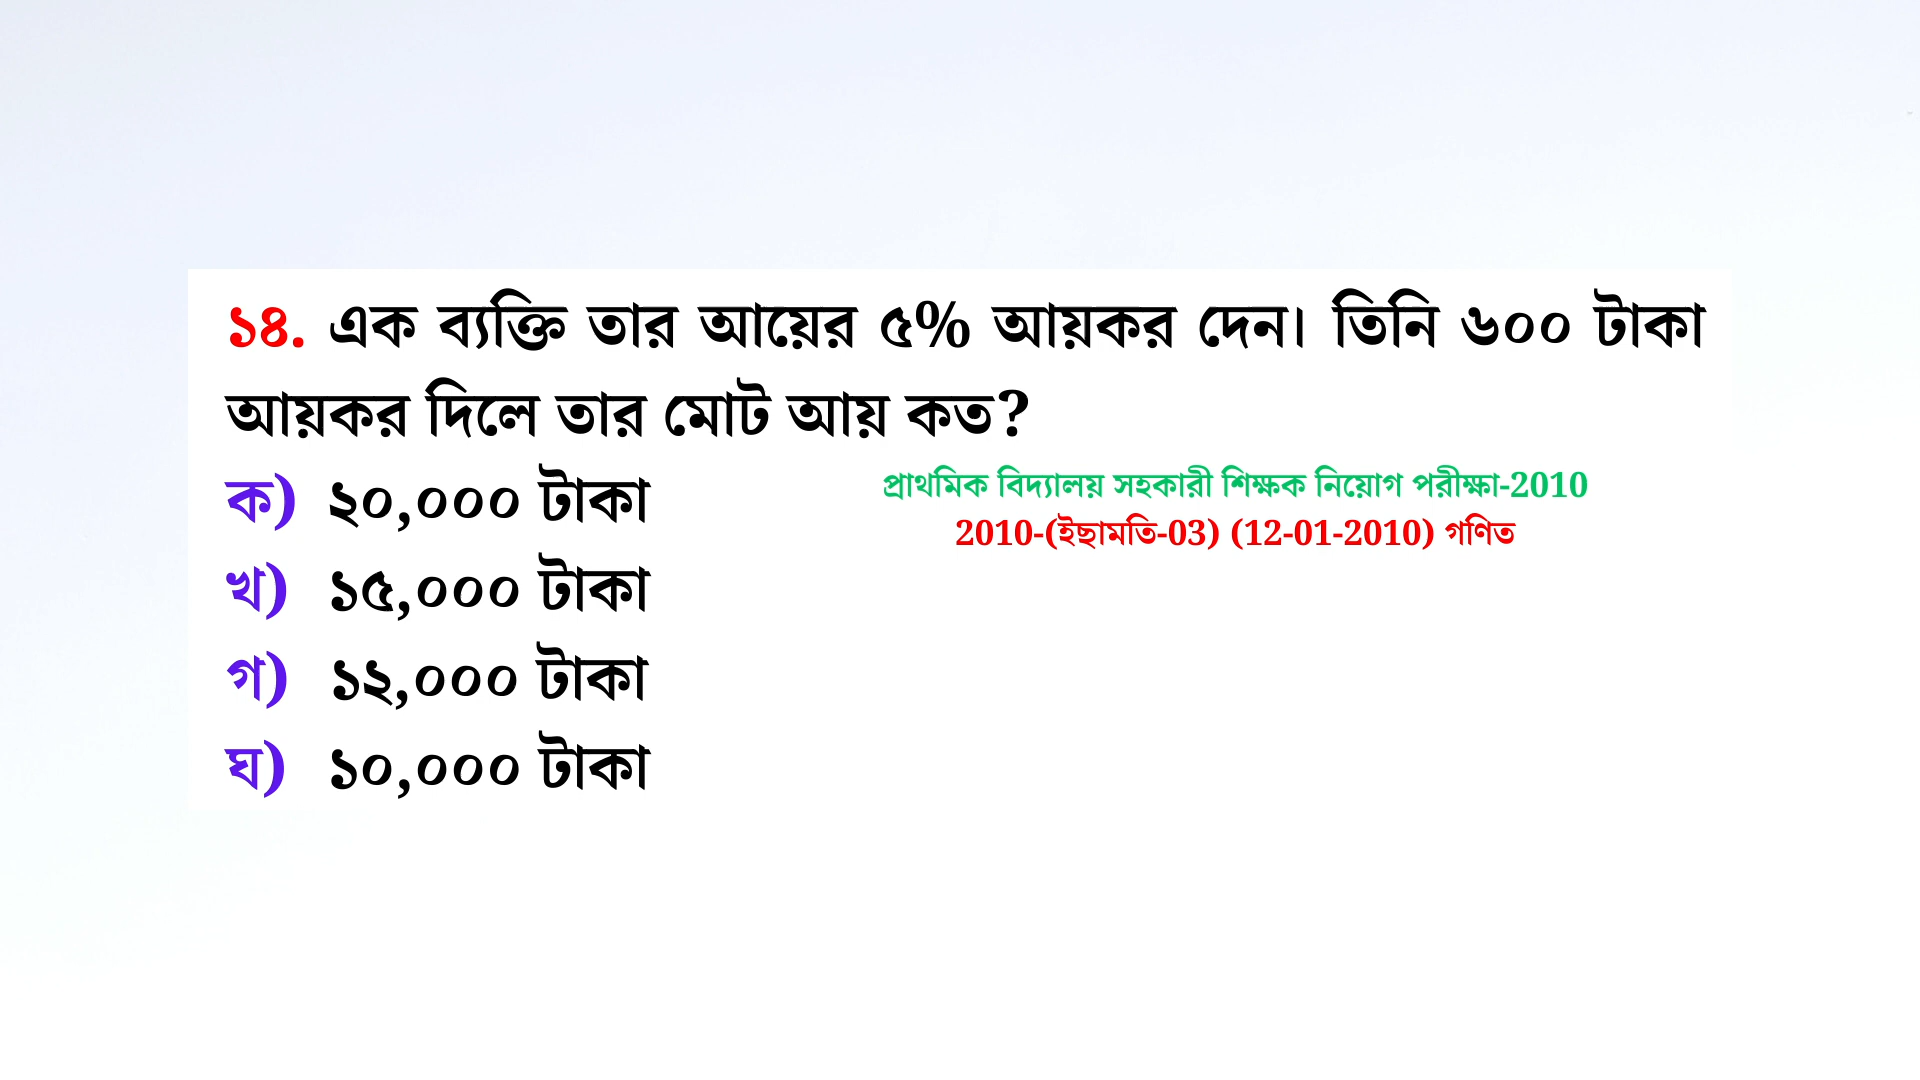 ১৪. এক ব্যক্তি তার আয়ের ৫% আয়কর দেন। তিনি ৬০০ টাকা
আয়কর দিলে তার মোট আয় কত?
ক) ২০,০০০ টাকা
প্রাথমিক বিদ্যালয় সহকারী শিক্ষক নিয়োগ পরীক্ষা-2010
2010-(ইছামতি-03) (12-01-2010) গণিত
খ) ১৫,০০০ টাকা
গ) ১২,০০০ টাকা
ঘ) ১০,০০০ টাকা